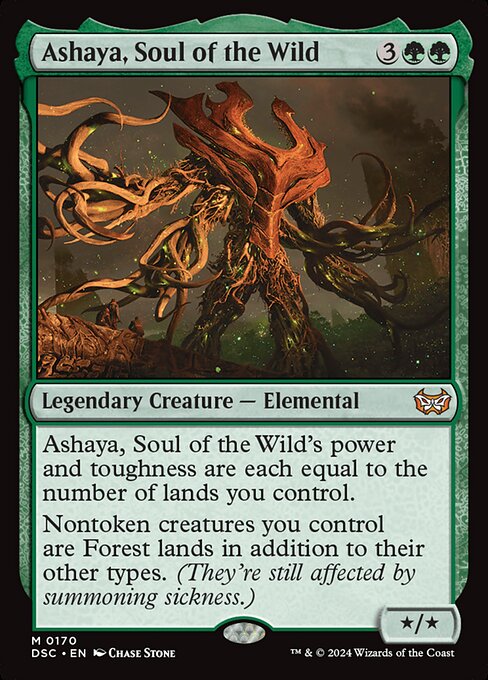 Ashaya, Soul of the Wild 3
Legendary Creature — Elemental
Ashaya, Soul of the Wild's power
and toughness are each equal to the
number of lands you control.
Nontoken creatures you control
are Forest lands in addition to their
other types. (They're still affected by
summoning sickness.)
★/★
M 0170
DSC • EN Chase Stone
™ & © 2024 Wizards of the Coast